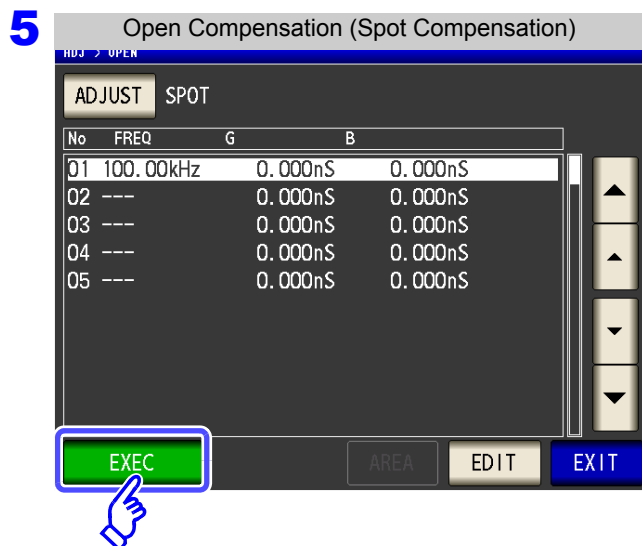 5 Open Compensation (Spot Compensation)
ADJ > OPEN
ADJUST SPOT
No FREQ G B
01 100.00kHz 0.000nS 0.000nS
02 --- 0.000nS 0.000nS
03 --- 0.000nS 0.000nS
04 --- 0.000nS 0.000nS
05 --- 0.000nS 0.000nS
EXEC AREA EDIT EXIT